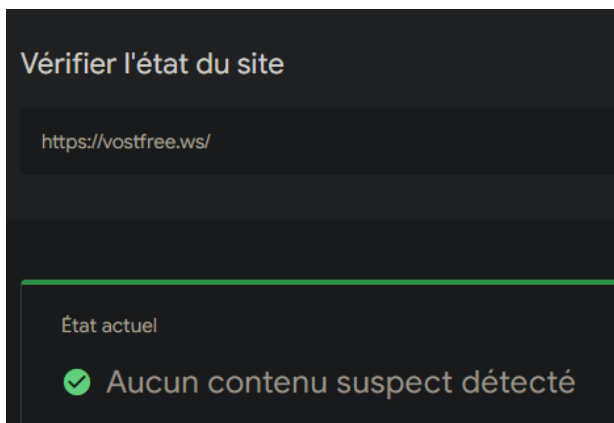 Vérifier l'état du site
https://vostfree.ws/
État actuel
Aucun contenu suspect détecté